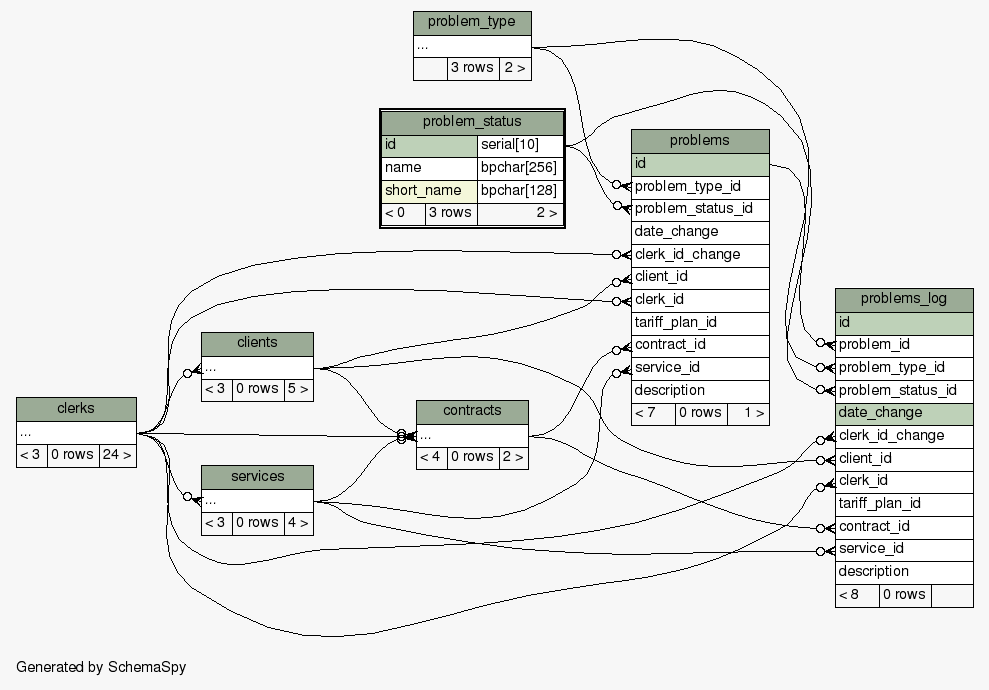 problem_type
...
3 rows 2 >
problem_status
id serial[10]
name bpchar[256]
short_name bpchar[128]
< 0 3 rows 2 >
problems
id
problem_type_id
problem_status_id
date_change
clerk_id_change
client_id
clerk_id
tariff_plan_id
contract_id
service_id
description
< 7 0 rows 1 >
problems_log
id
problem_id
problem_type_id
problem_status_id
date_change
clerk_id_change
client_id
clerk_id
tariff_plan_id
contract_id
service_id
description
< 8 0 rows
clients
...
< 3 0 rows 5 >
clerks
...
< 3 0 rows 24 >
contracts
...
< 4 0 rows 2 >
services
...
< 3 0 rows 4 >
Generated by SchemaSpy